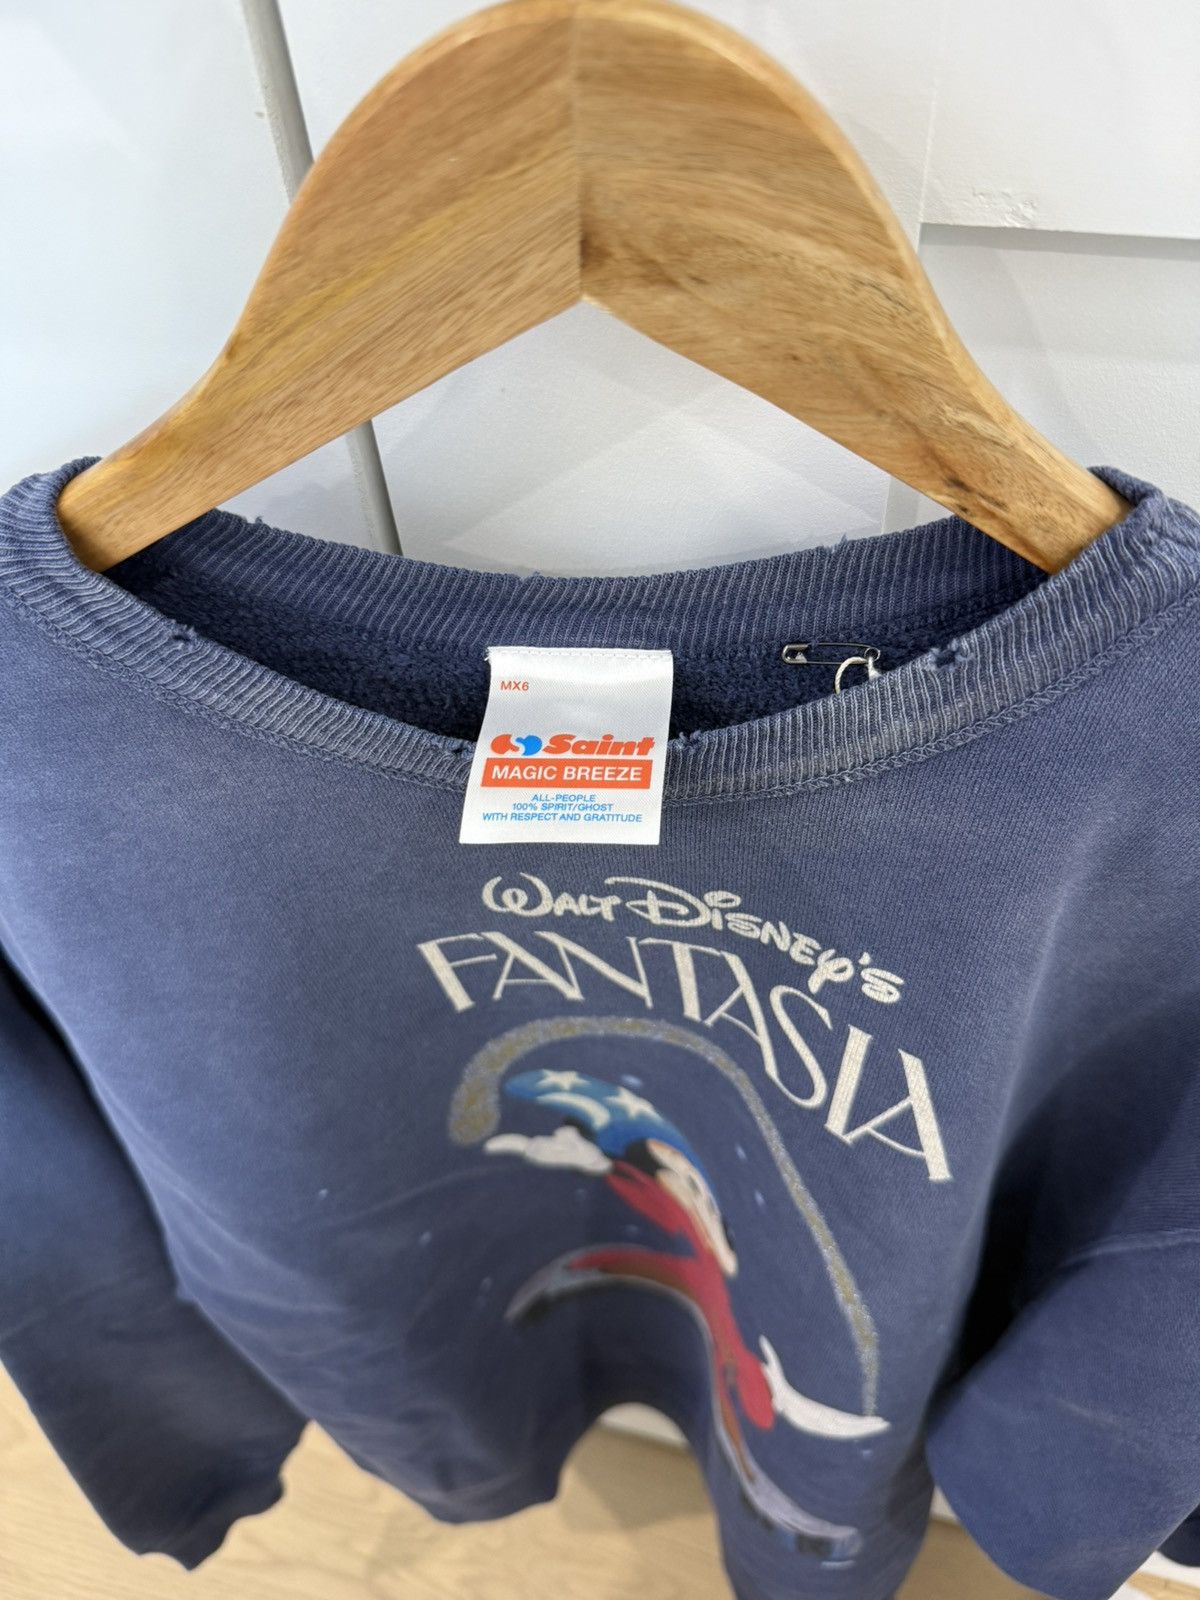 MX6
Saint
MAGIC BREEZE
ALL-PEOPLE
100% SPIRIT/GHOST
WITH RESPECT AND GRATITUDE
WALT DISNEY'S
FANTASIA